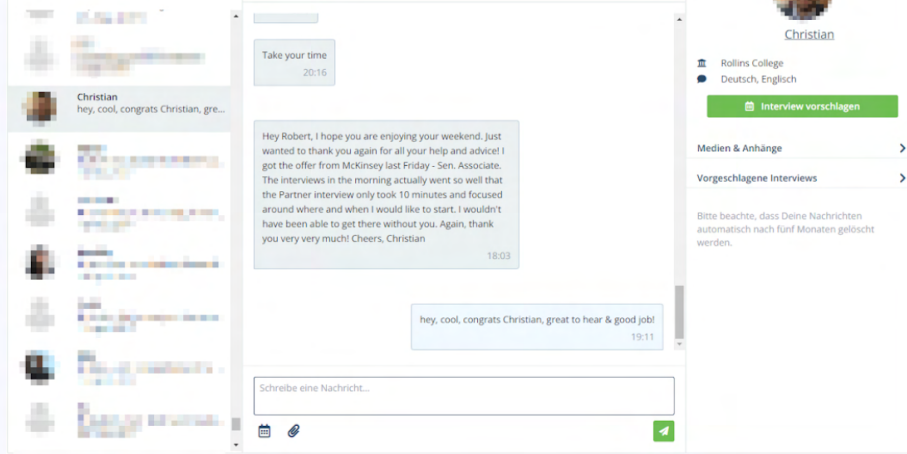 Christian
hey, cool, congrats Christian, gre...
Take your time
20:16
Hey Robert, I hope you are enjoying your weekend. Just
wanted to thank you again for all your help and advice! I
got the offer from McKinsey last Friday - Sen. Associate.
The interviews in the morning actually went so well that
the Partner interview only took 10 minutes and focused
around where and when I would like to start. I wouldn't
have been able to get there without you. Again, thank
you very very much! Cheers, Christian
18:03
hey, cool, congrats Christian, great to hear & good job!
19:11
Schreibe eine Nachricht...
Christian
Rollins College
Deutsch, Englisch
Interview vorschlagen
Medien & Anhänge
Vorgeschlagene Interviews
Bitte beachte, dass Deine Nachrichten
automatisch nach fünf Monaten gelöscht
werden.